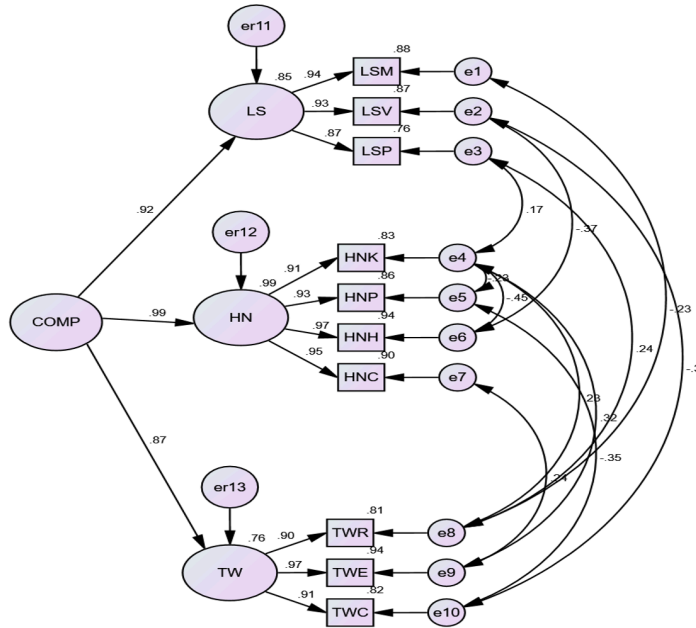 er11
.88
.85 .94 LSM e1
.87
LS .93 LSV e2
.76
.87 LSP e3
.92
.17
-.37
er12
.83
.91 HNK e4
.99
.86
-.23
HN .93 HNP e5 -.45
.94
COMP .99 .97 HNH e6
.90
.95 HNC e7
-.23
.24
.23
.32
.87
-.35
.24
er13
.81
.76 .90 TWR e8
.94
TW .97 TWE e9
.82
.91 TWC e10